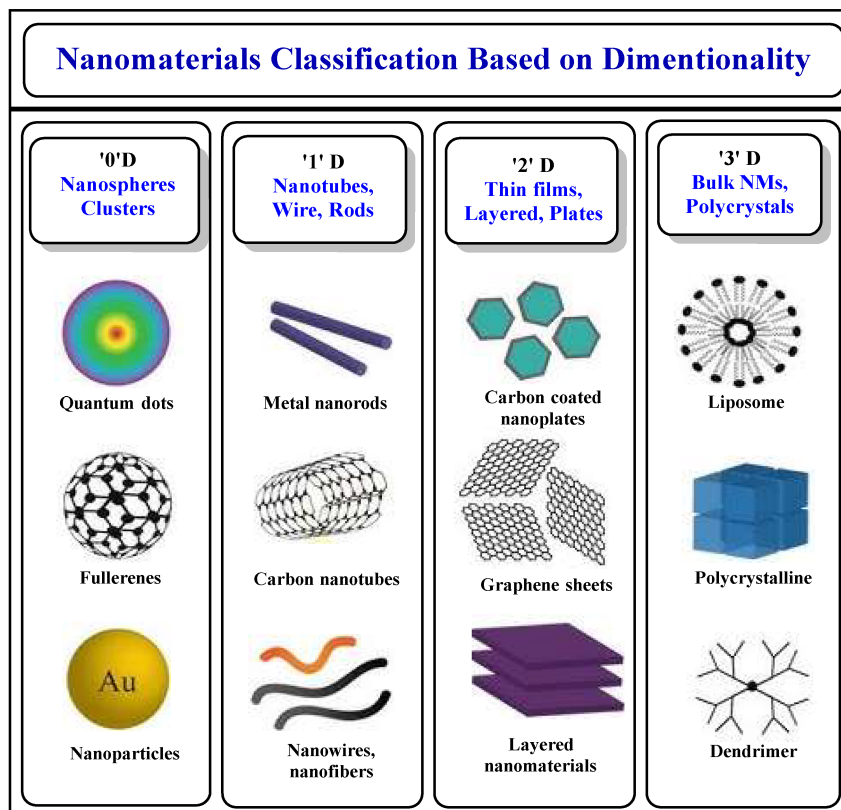 Nanomaterials Classification Based on Dimentionality
'0'D
Nanospheres
Clusters
Quantum dots
Fullerenes
Au
Nanoparticles
'1' D
Nanotubes,
Wire, Rods
Metal nanorods
Carbon nanotubes
Nanowires,
nanofibers
'2' D
Thin films,
Layered, Plates
Carbon coated
nanoplates
Graphene sheets
Layered
nanomaterials
'3' D
Bulk NMs,
Polycrystals
Liposome
Polycrystalline
Dendrimer